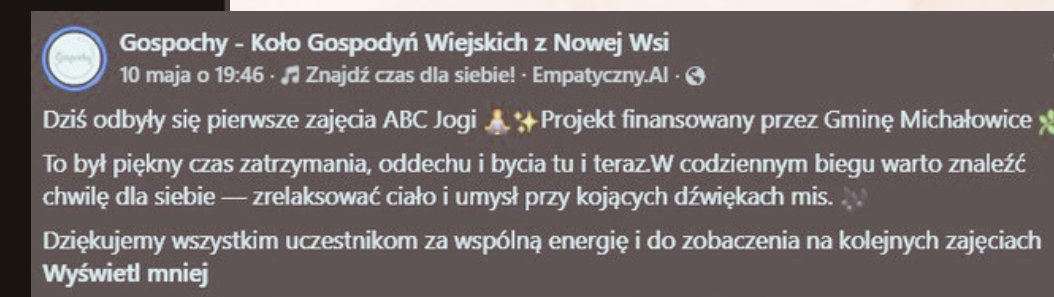 Gospochy - Koło Gospodyń Wiejskich z Nowej Wsi
10 maja o 19:46 · Znajdź czas dla siebie! · Empatyczny.AI ·
Dziś odbyły się pierwsze zajęcia ABC Jogi 🧘✨Projekt finansowany przez Gminę Michałowice 🌿
To był piękny czas zatrzymania, oddechu i bycia tu i teraz.W codziennym biegu warto znaleźć
chwilę dla siebie — zrelaksować ciało i umysł przy kojących dźwiękach mis. 🎶
Dziękujemy wszystkim uczestnikom za wspólną energię i do zobaczenia na kolejnych zajęciach
Wyświetl mniej